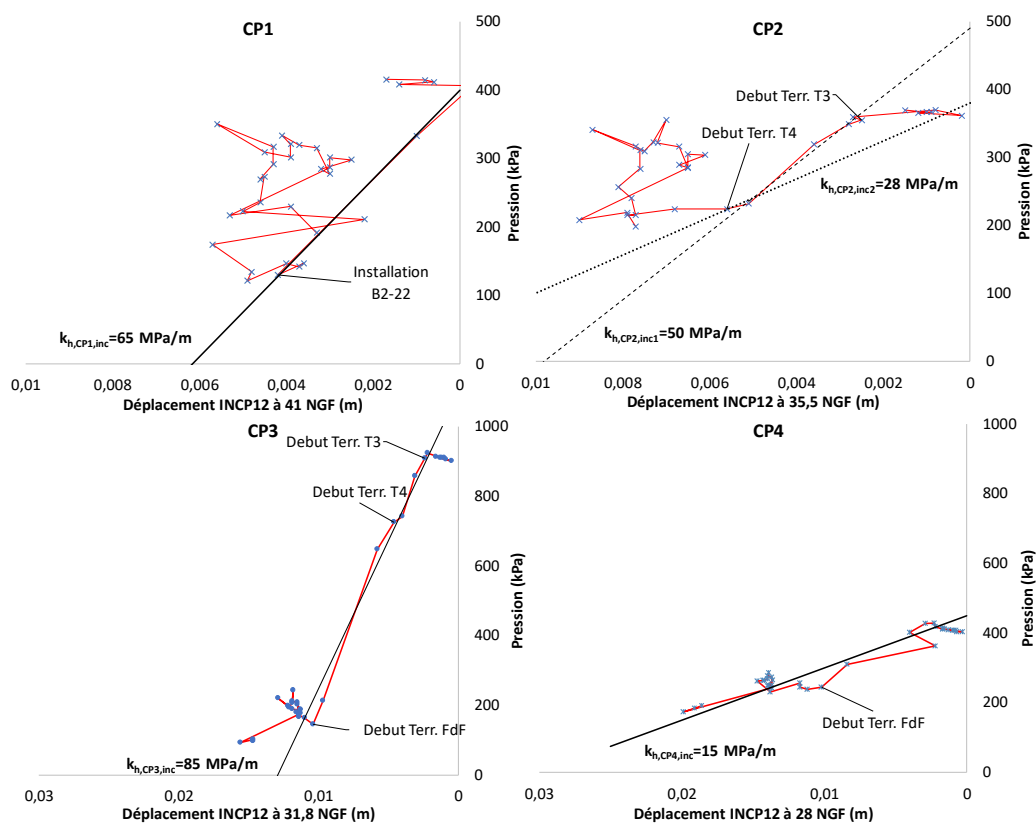 CP1
500
400
300
200
100
0
Pression (kPa)
Installation
B2-22
k_h,CP1,inc=65 MPa/m
0,01
0,008
0,006
0,004
0,002
0
Déplacement INCP12 à 41 NGF (m)
CP2
500
400
300
200
100
0
Pression (kPa)
Debut Terr. T3
Debut Terr. T4
k_h,CP2,inc2=28 MPa/m
k_h,CP2,inc1=50 MPa/m
0,01
0,008
0,006
0,004
0,002
0
Déplacement INCP12 à 35,5 NGF (m)
CP3
1000
800
600
400
200
0
Pression (kPa)
Debut Terr. T3
Debut Terr. T4
Debut Terr. FdF
k_h,CP3,inc=85 MPa/m
0,03
0,02
0,01
0
Déplacement INCP12 à 31,8 NGF (m)
CP4
1000
800
600
400
200
0
Pression (kPa)
Debut Terr. FdF
k_h,CP4,inc=15 MPa/m
0,03
0,02
0,01
0
Déplacement INCP12 à 28 NGF (m)